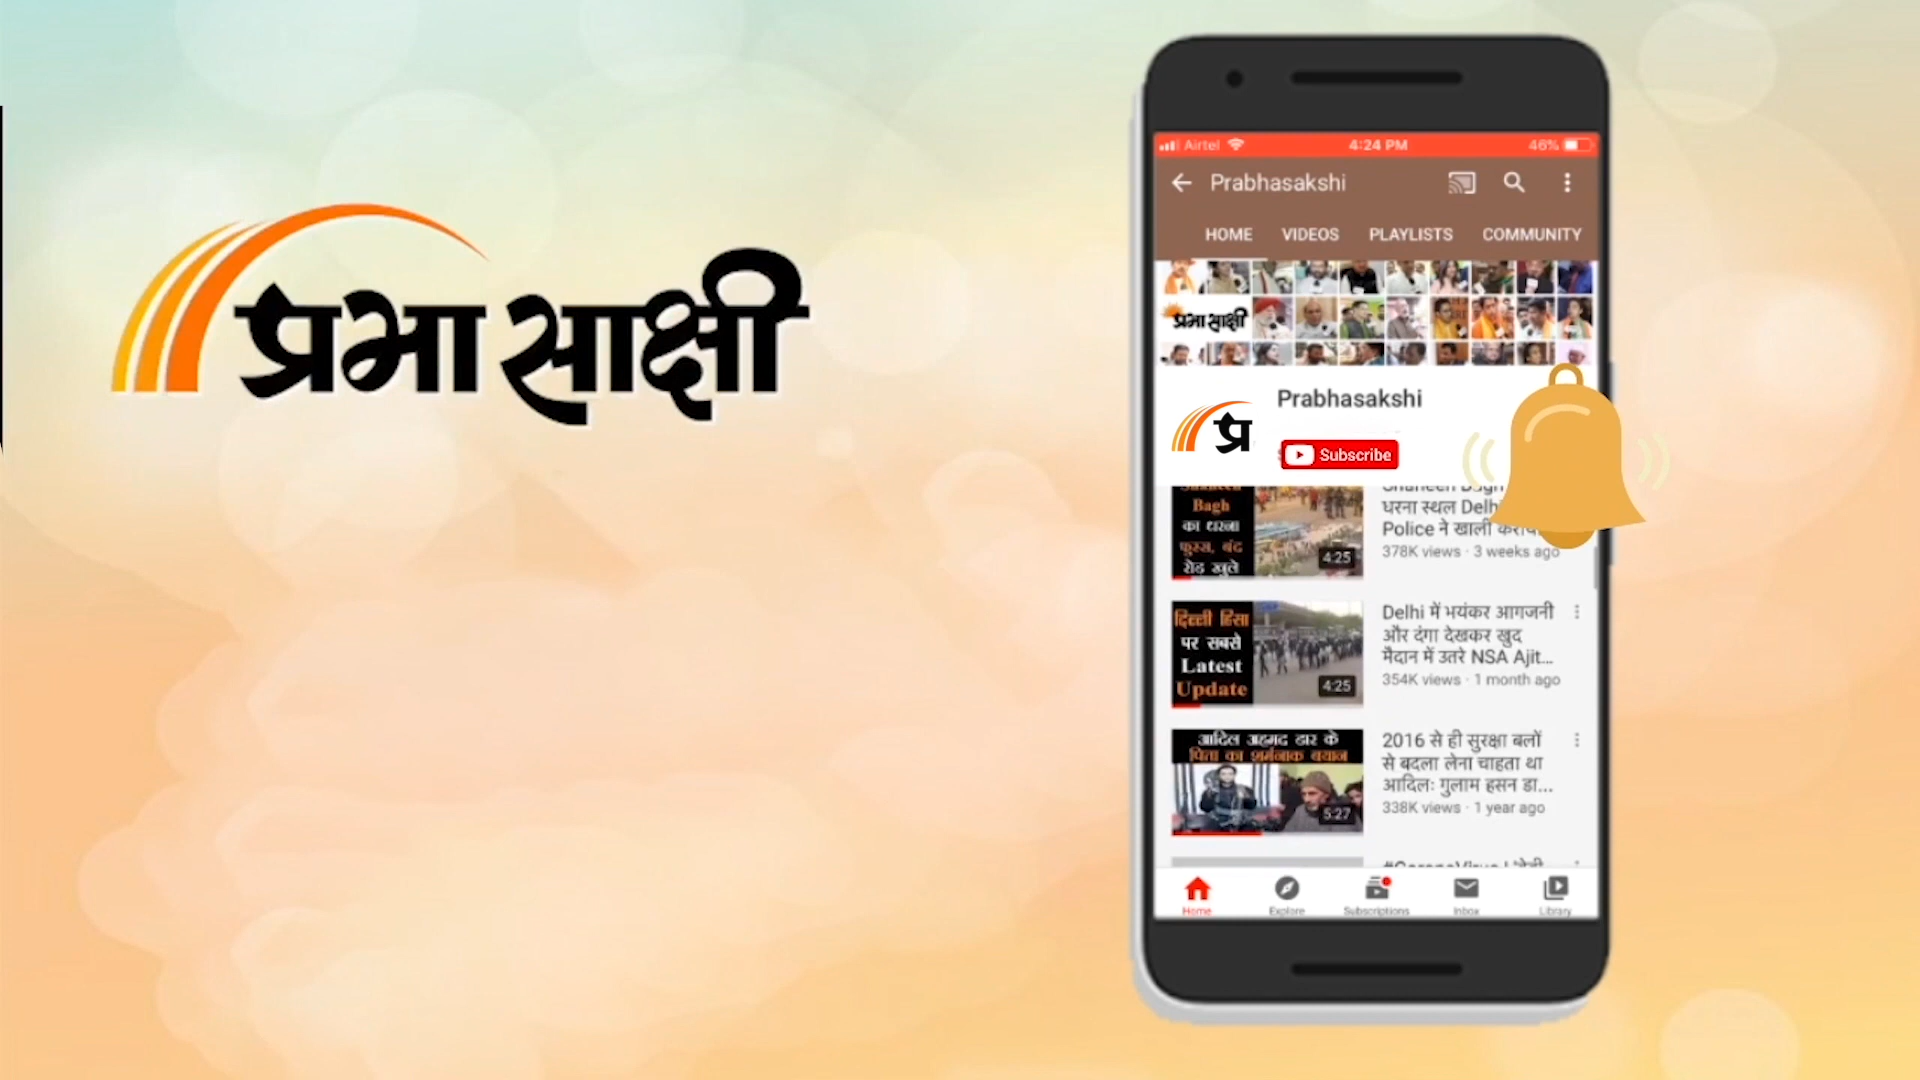 प्रभासाक्षी
Airtel
4:24 PM
46%
Prabhasakshi
HOME
VIDEOS
PLAYLISTS
COMMUNITY
प्रभासाक्षी
Prabhasakshi
प्र
Subscribe
Bagh
का धरना
फुस्स, बंद
रोड खुले
4:25
Shaheen Bagh
धरना स्थल Delhi
Police ने खाली
378K views · 3 weeks ago
दिल्ली हिंसा
पर सबसे
Latest
Update
4:25
Delhi में भयंकर आगजनी
और दंगा देखकर खुद
मैदान में उतरे NSA Ajit...
354K views · 1 month ago
आदिल अहमद डार के
पिता का शर्मनाक बयान
5:27
2016 से ही सुरक्षा बलों
से बदला लेना चाहता था
आदिलः गुलाम हसन डा...
338K views · 1 year ago
Home
Explore
Subscriptions
Inbox
Library